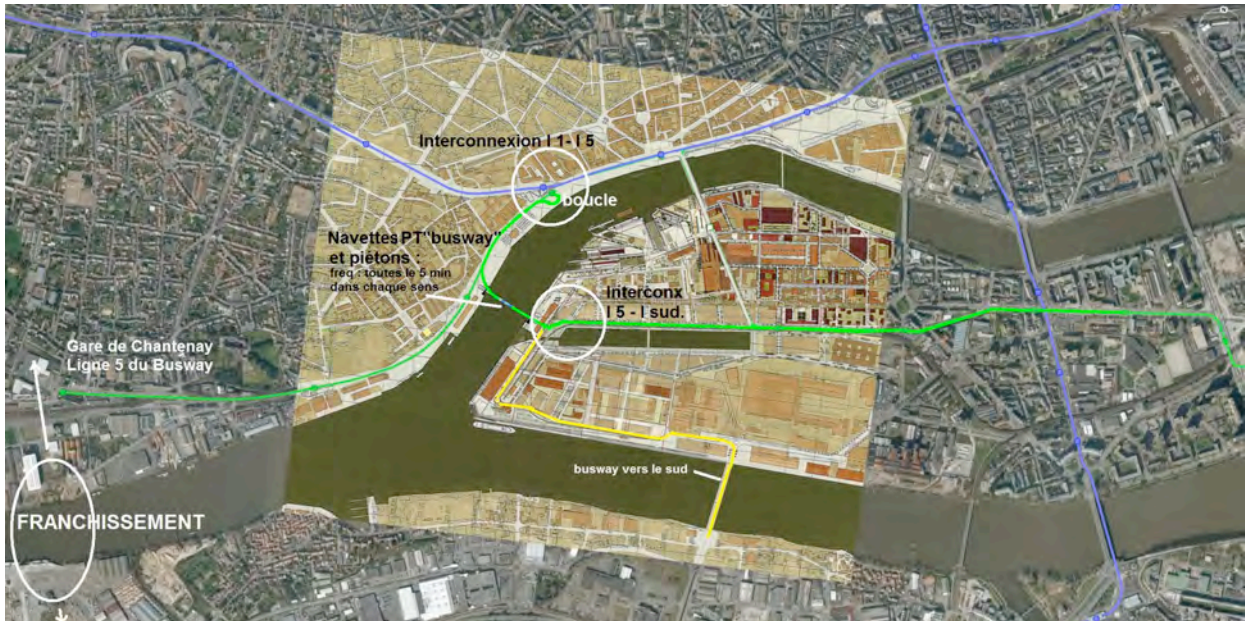 Interconnexion l 1- l 5
boucle
Navettes PT"busway"
et piétons :
freq : toutes le 5 min
dans chaque sens
Interconx
l 5 - l sud.
Gare de Chantenay
Ligne 5 du Busway
busway vers le sud
FRANCHISSEMENT